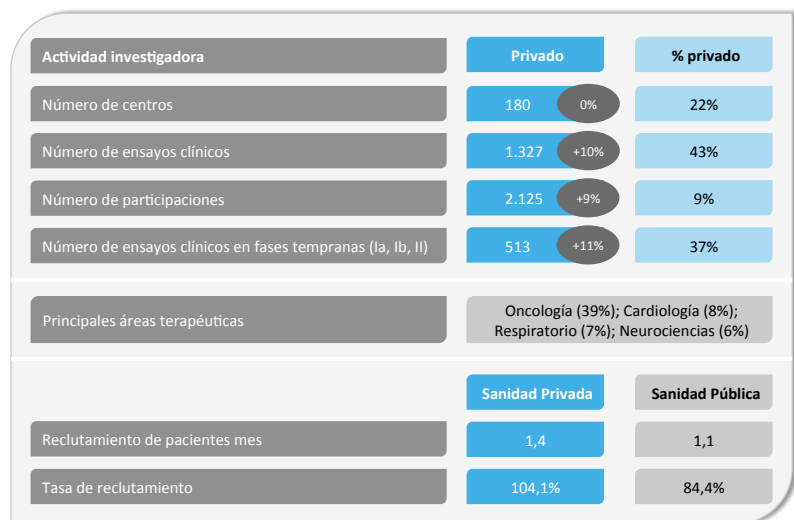 Actividad investigadora Privado % privado
Número de centros 180 0% 22%
Número de ensayos clínicos 1.327 +10% 43%
Número de participaciones 2.125 +9% 9%
Número de ensayos clínicos en fases tempranas (Ia, Ib, II) 513 +11% 37%
Principales áreas terapéuticas
Oncología (39%); Cardiología (8%);
Respiratorio (7%); Neurociencias (6%)
Sanidad Privada Sanidad Pública
Reclutamiento de pacientes mes 1,4 1,1
Tasa de reclutamiento 104,1% 84,4%